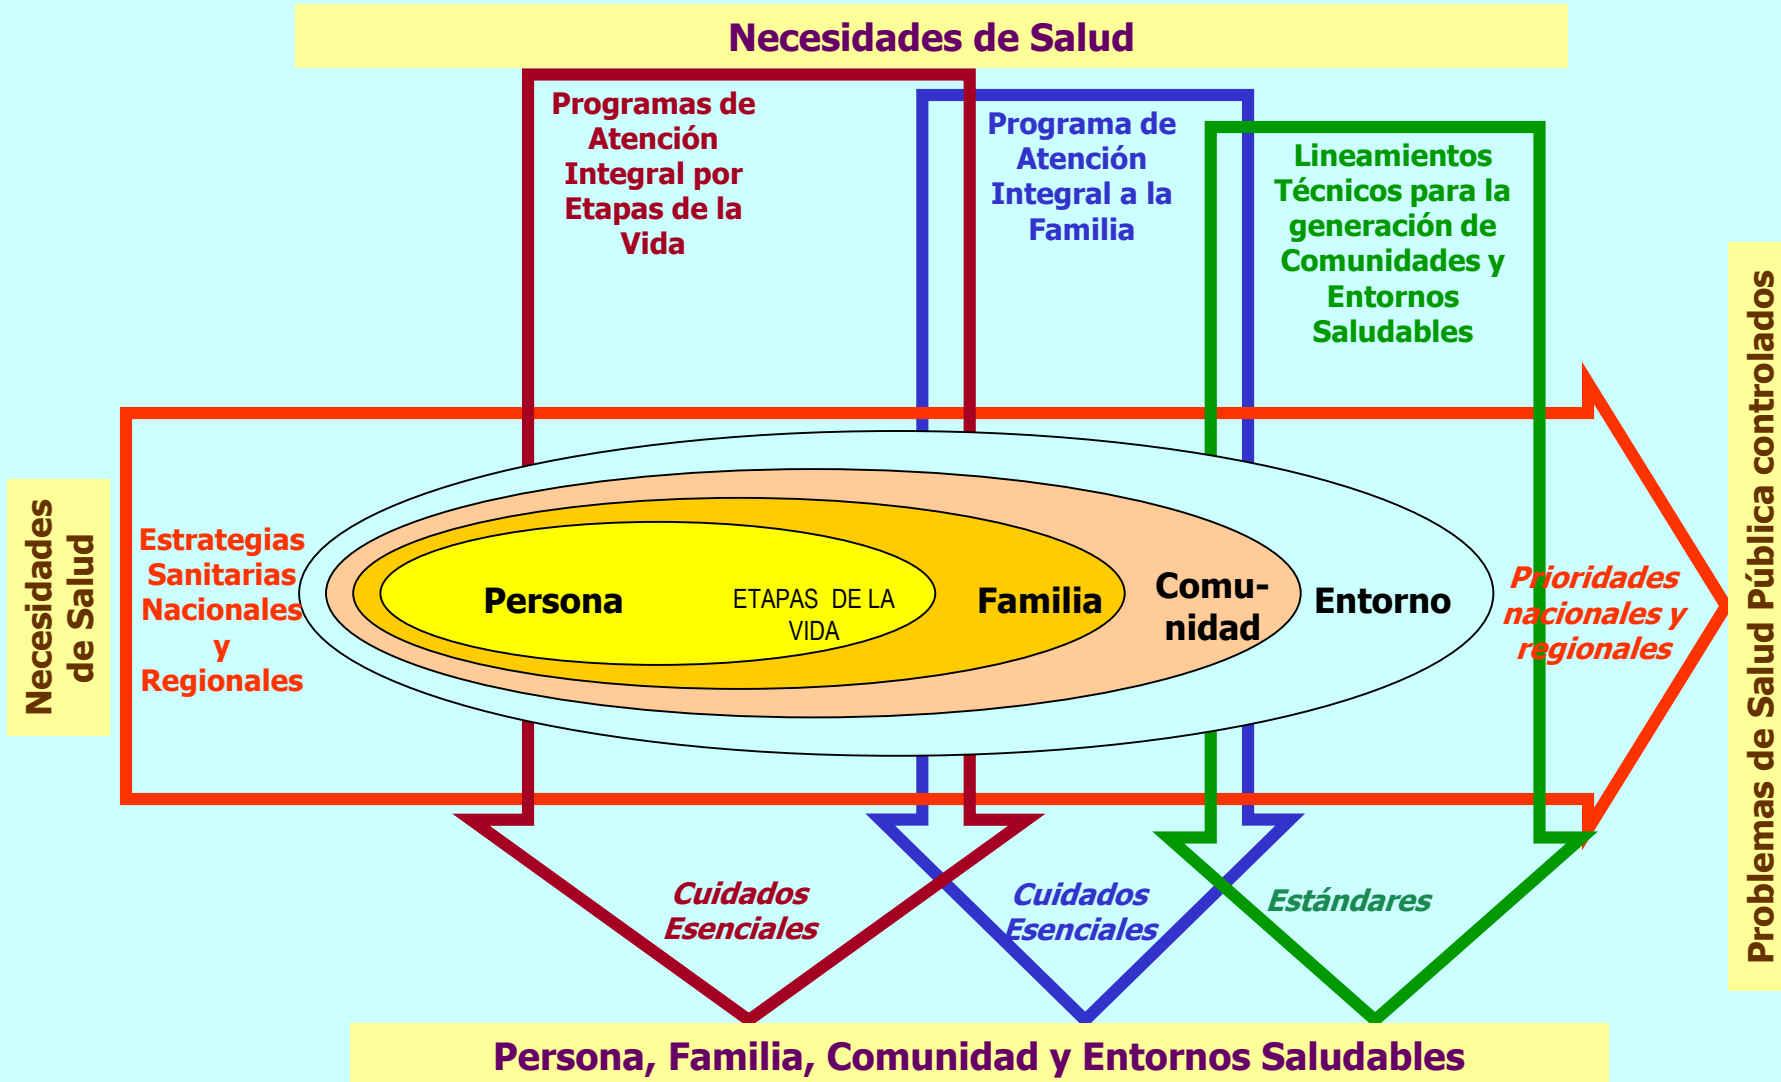 Necesidades de Salud
Programas de
Atención
Integral por
Etapas de la
Vida
Programa de
Atención
Integral a la
Familia
Lineamientos
Técnicos para la
generación de
Comunidades y
Entornos
Saludables
Necesidades
de Salud
Estrategias
Sanitarias
Nacionales
y
Regionales
Persona
ETAPAS DE LA
VIDA
Familia
Comu-
nidad
Entorno
Prioridades
nacionales y
regionales
Problemas de Salud Pública controlados
Cuidados
Esenciales
Cuidados
Esenciales
Estándares
Persona, Familia, Comunidad y Entornos Saludables